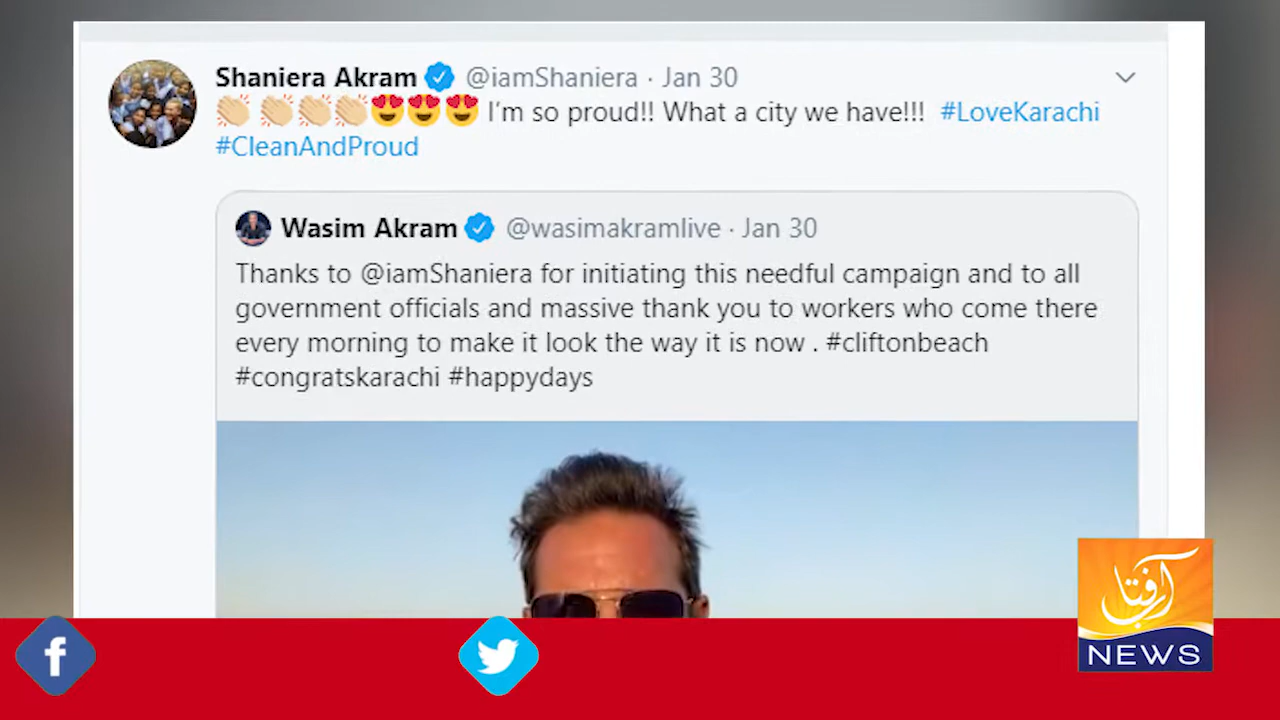 Shaniera Akram @iamShaniera · Jan 30
👏🏼 👏🏼👏🏼👏🏼😍😍😍 I'm so proud!! What a city we have!!! #LoveKarachi
#CleanAndProud
Wasim Akram @wasimakramlive · Jan 30
Thanks to @iamShaniera for initiating this needful campaign and to all
government officials and massive thank you to workers who come there
every morning to make it look the way it is now . #cliftonbeach
#congratskarachi #happydays
آفتاب
NEWS
f